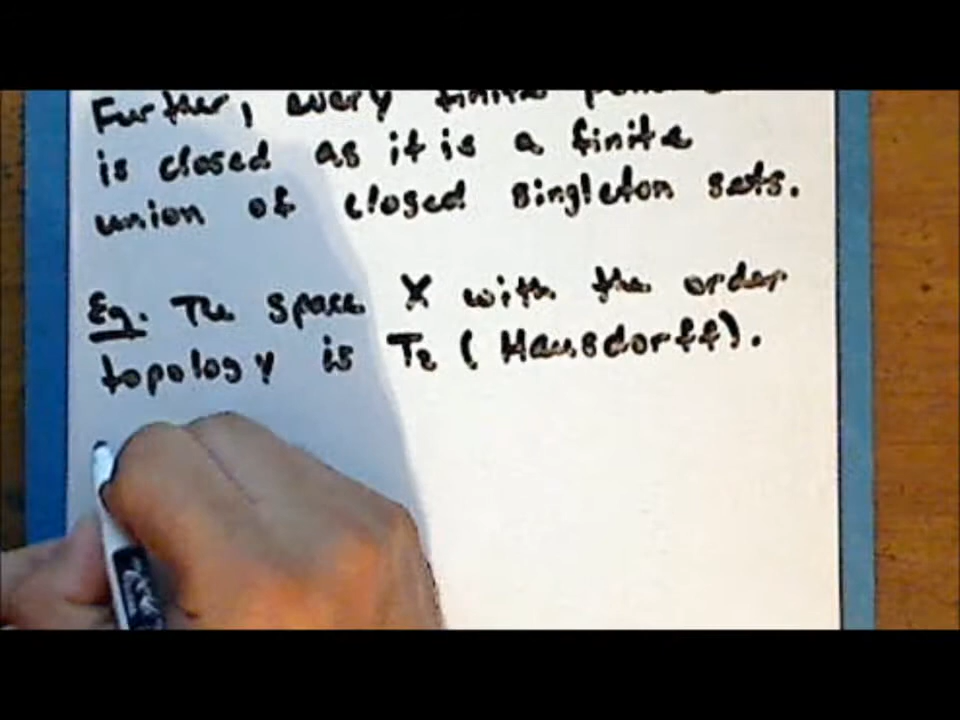 Further, every finite
is closed as it is a finite
union of closed singleton sets.
Eg. The space X with the order
topology is T2 (Hausdorff).